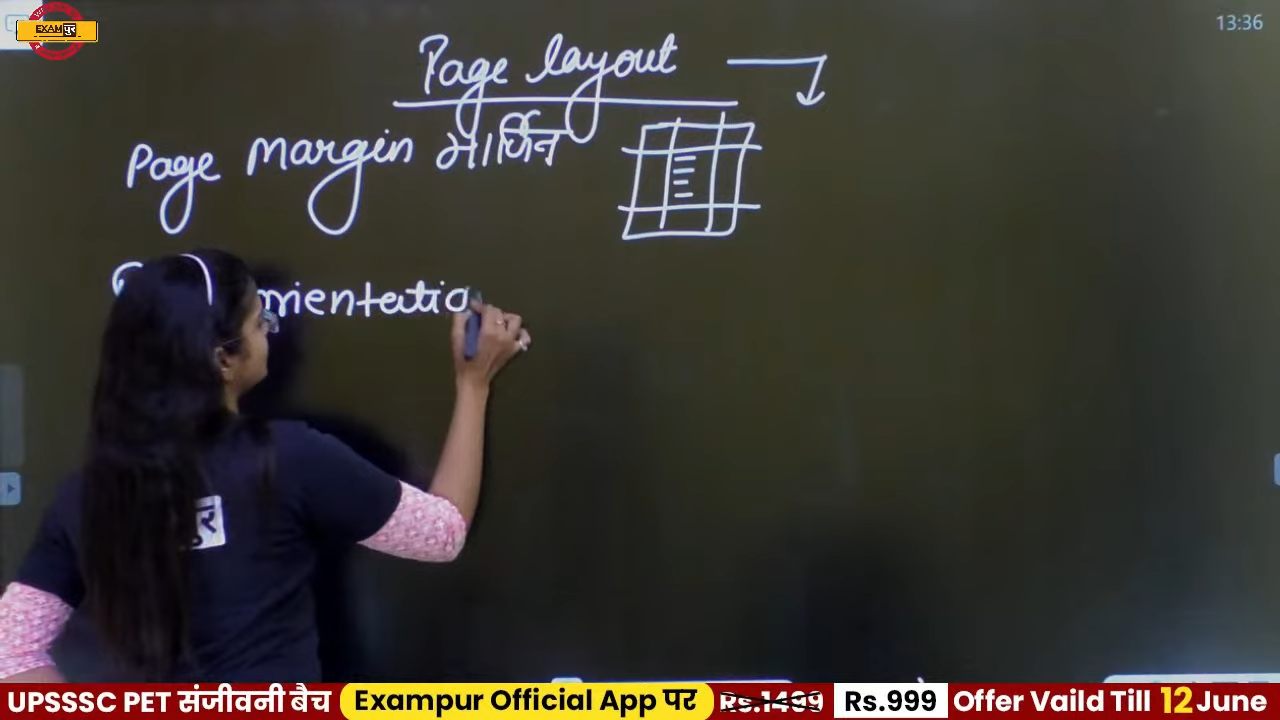 EXAMपुर
13:36
Page layout
Page margin मार्जिन
orientatio
UPSSSC PET संजीवनी बैच Exampur Official App पर Rs.1499 Rs.999 Offer Vaild Till 12 June